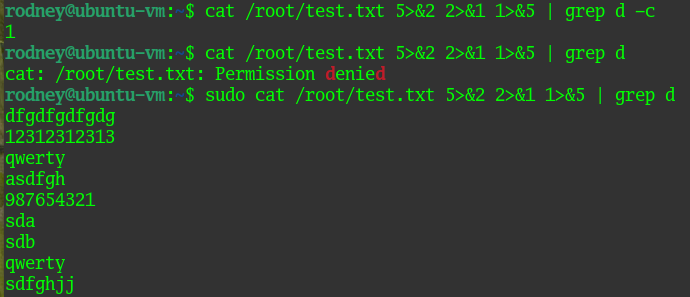 rodney@ubuntu-vm:~$ cat /root/test.txt 5>&2 2>&1 1>&5 | grep d -c
1
rodney@ubuntu-vm:~$ cat /root/test.txt 5>&2 2>&1 1>&5 | grep d
cat: /root/test.txt: Permission denied
rodney@ubuntu-vm:~$ sudo cat /root/test.txt 5>&2 2>&1 1>&5 | grep d
dfgdfgdfgdg
12312312313
qwerty
asdfgh
987654321
sda
sdb
qwerty
sdfghjj